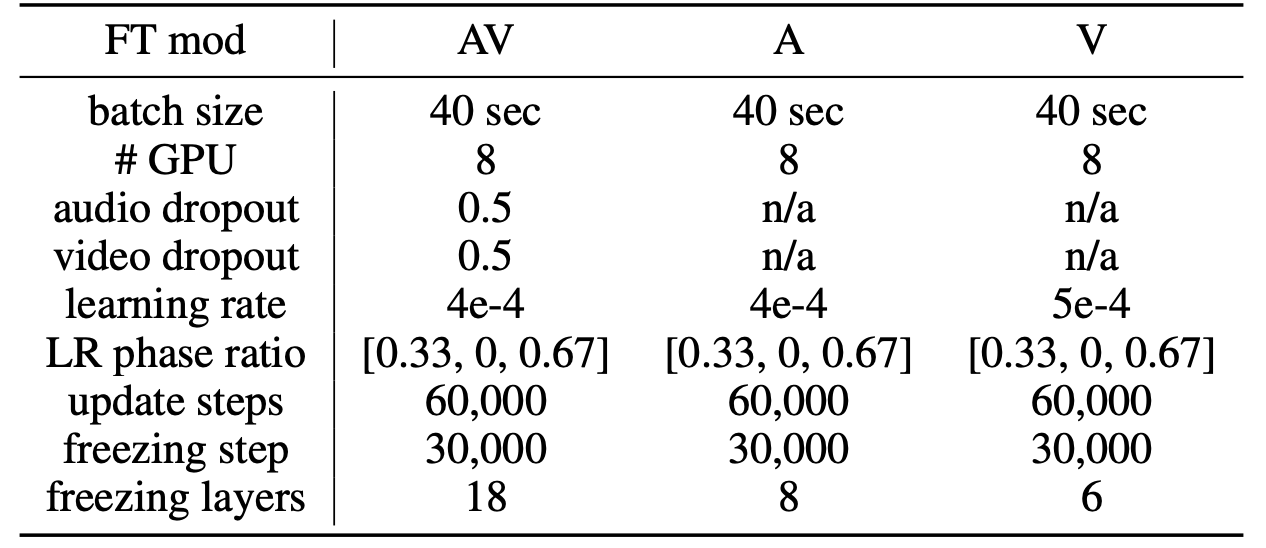 FT mod AV A V
batch size 40 sec 40 sec 40 sec
# GPU 8 8 8
audio dropout 0.5 n/a n/a
video dropout 0.5 n/a n/a
learning rate 4e-4 4e-4 5e-4
LR phase ratio [0.33, 0, 0.67] [0.33, 0, 0.67] [0.33, 0, 0.67]
update steps 60,000 60,000 60,000
freezing step 30,000 30,000 30,000
freezing layers 18 8 6